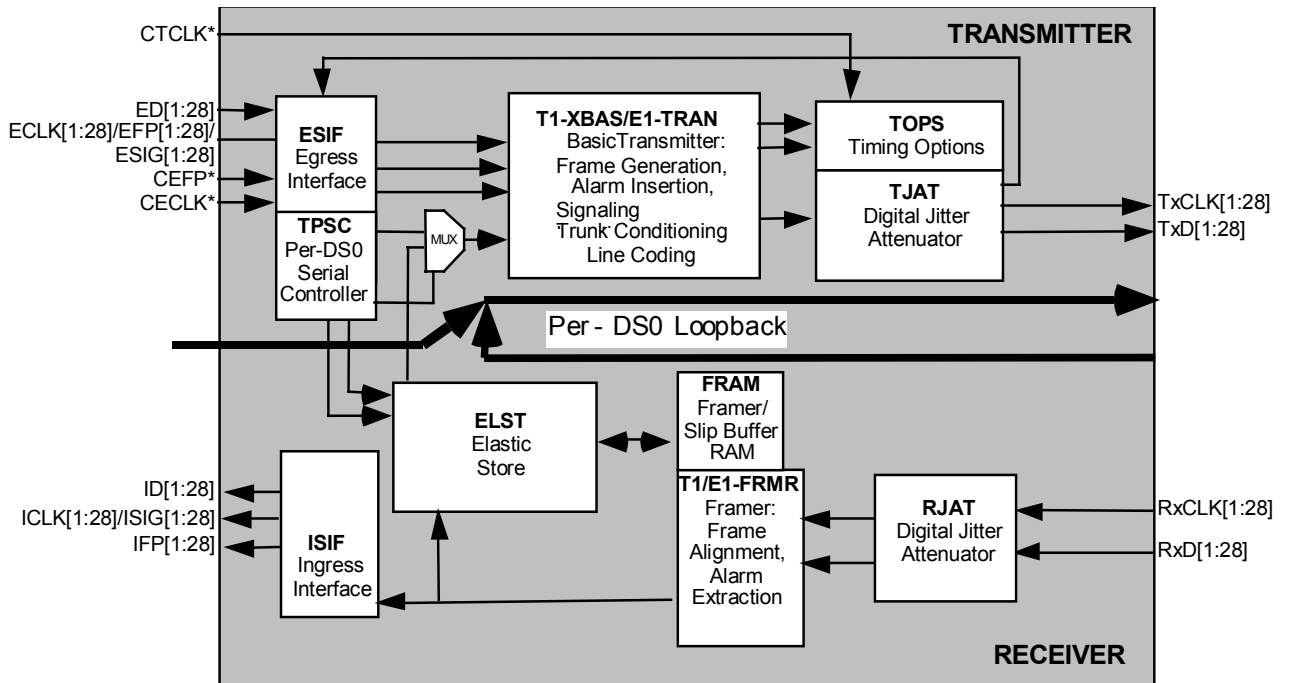 TRANSMITTER
CTCLK*
ED[1:28]
ECLK[1:28]/EFP[1:28]/
ESIG[1:28]
CEFP*
CECLK*
ESIF
Egress
Interface
TPSC
Per-DS0
Serial
Controller
MUX
T1-XBAS/E1-TRAN
BasicTransmitter:
Frame Generation,
Alarm Insertion,
Signaling
Trunk Conditioning
Line Coding
TOPS
Timing Options
TJAT
Digital Jitter
Attenuator
TxCLK[1:28]
TxD[1:28]
Per - DS0 Loopback
ELST
Elastic
Store
FRAM
Framer/
Slip Buffer
RAM
T1/E1-FRMR
Framer:
Frame
Alignment,
Alarm
Extraction
RJAT
Digital Jitter
Attenuator
RxCLK[1:28]
RxD[1:28]
ID[1:28]
ICLK[1:28]/ISIG[1:28]
IFP[1:28]
ISIF
Ingress
Interface
RECEIVER